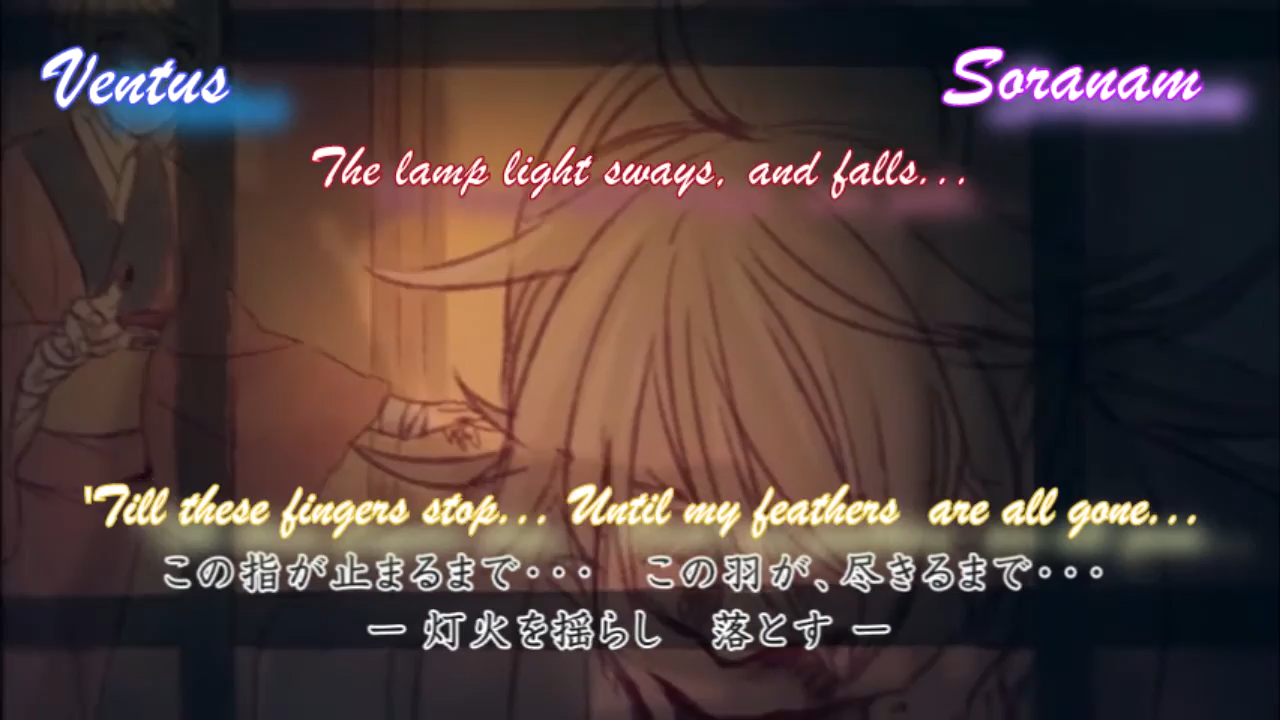 Ventus
Soranam
The lamp light sways, and falls...
'Till these fingers stop... Until my feathers are all gone...
この指が止まるまで･･･　この羽が、尽きるまで･･･
― 灯火を揺らし　落とす ―